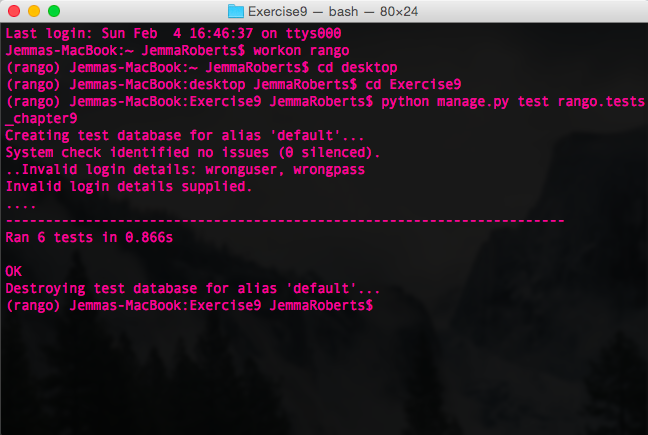 Exercise9 — bash — 80×24
Last login: Sun Feb  4 16:46:37 on ttys000
Jemmas-MacBook:~ JemmaRoberts$ workon rango
(rango) Jemmas-MacBook:~ JemmaRoberts$ cd desktop
(rango) Jemmas-MacBook:desktop JemmaRoberts$ cd Exercise9
(rango) Jemmas-MacBook:Exercise9 JemmaRoberts$ python manage.py test rango.tests
_chapter9
Creating test database for alias 'default'...
System check identified no issues (0 silenced).
..Invalid login details: wronguser, wrongpass
Invalid login details supplied.
....
----------------------------------------------------------------------
Ran 6 tests in 0.866s

OK
Destroying test database for alias 'default'...
(rango) Jemmas-MacBook:Exercise9 JemmaRoberts$